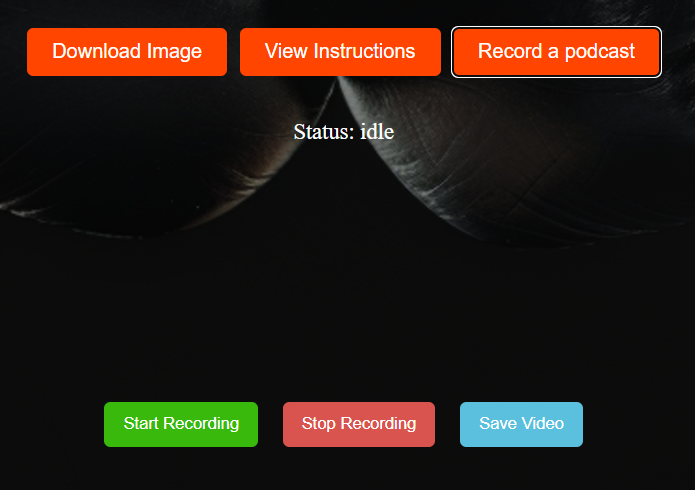 Download Image View Instructions Record a podcast
Status: idle
Start Recording Stop Recording Save Video